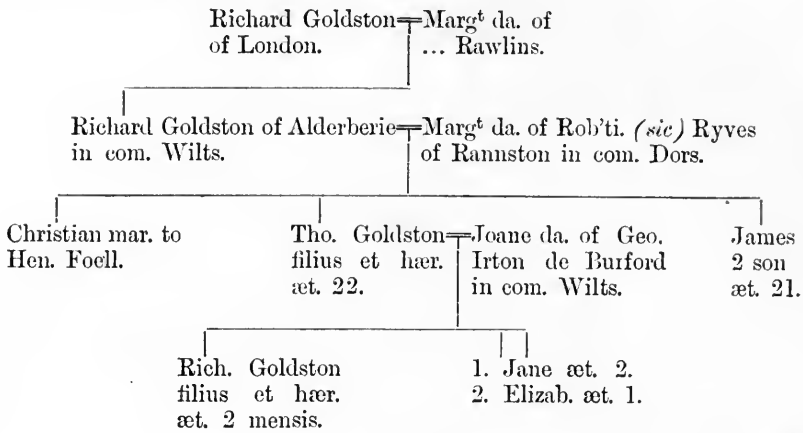 Richard Goldston
of London.
Margᵗ da. of
... Rawlins.
Richard Goldston of Alderberie
in com. Wilts.
Margᵗ da. of Rob'ti. (sic) Ryves
of Rannston in com. Dors.
Christian mar. to
Hen. Foell.
Tho. Goldston
filius et hær.
æt. 22.
Joane da. of Geo.
Irton de Burford
in com. Wilts.
James
2 son
æt. 21.
Rich. Goldston
filius et hær.
æt. 2 mensis.
1. Jane æt. 2.
2. Elizab. æt. 1.